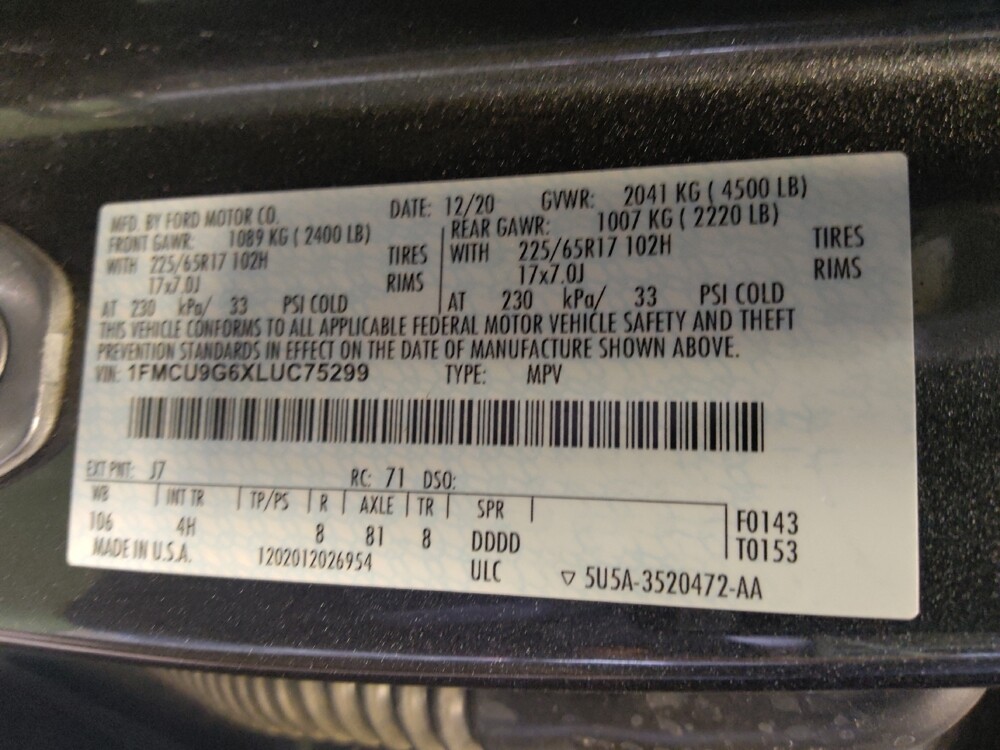 MFD. BY FORD MOTOR CO. DATE: 12/20 GVWR: 2041 KG ( 4500 LB)
FRONT GAWR: 1089 KG ( 2400 LB) REAR GAWR: 1007 KG ( 2220 LB)
WITH 225/65R17 102H TIRES WITH 225/65R17 102H TIRES
17x7.0J RIMS 17x7.0J RIMS
AT 230 kPa/ 33 PSI COLD AT 230 kPa/ 33 PSI COLD
THIS VEHICLE CONFORMS TO ALL APPLICABLE FEDERAL MOTOR VEHICLE SAFETY AND THEFT
PREVENTION STANDARDS IN EFFECT ON THE DATE OF MANUFACTURE SHOWN ABOVE.
VIN: 1FMCU9G6XLUC75299 TYPE: MPV
EXT PNT: J7 RC: 71 DSO:
WB INT TR TP/PS R AXLE TR SPR
106 4H 8 81 8 DDDD F0143
T0153
MADE IN U.S.A. 1202012026954 ULC ▽ 5U5A-3520472-AA